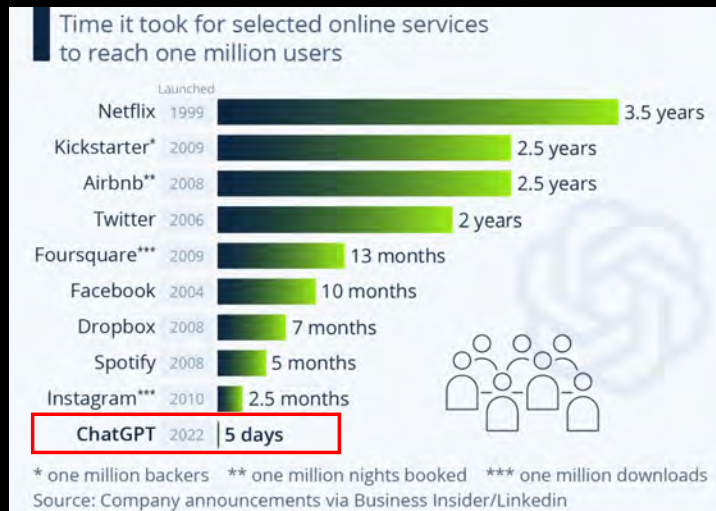 Time it took for selected online services
to reach one million users
Launched
Netflix 1999 3.5 years
Kickstarter* 2009 2.5 years
Airbnb** 2008 2.5 years
Twitter 2006 2 years
Foursquare*** 2009 13 months
Facebook 2004 10 months
Dropbox 2008 7 months
Spotify 2008 5 months
Instagram*** 2010 2.5 months
ChatGPT 2022 5 days
* one million backers ** one million nights booked *** one million downloads
Source: Company announcements via Business Insider/Linkedin